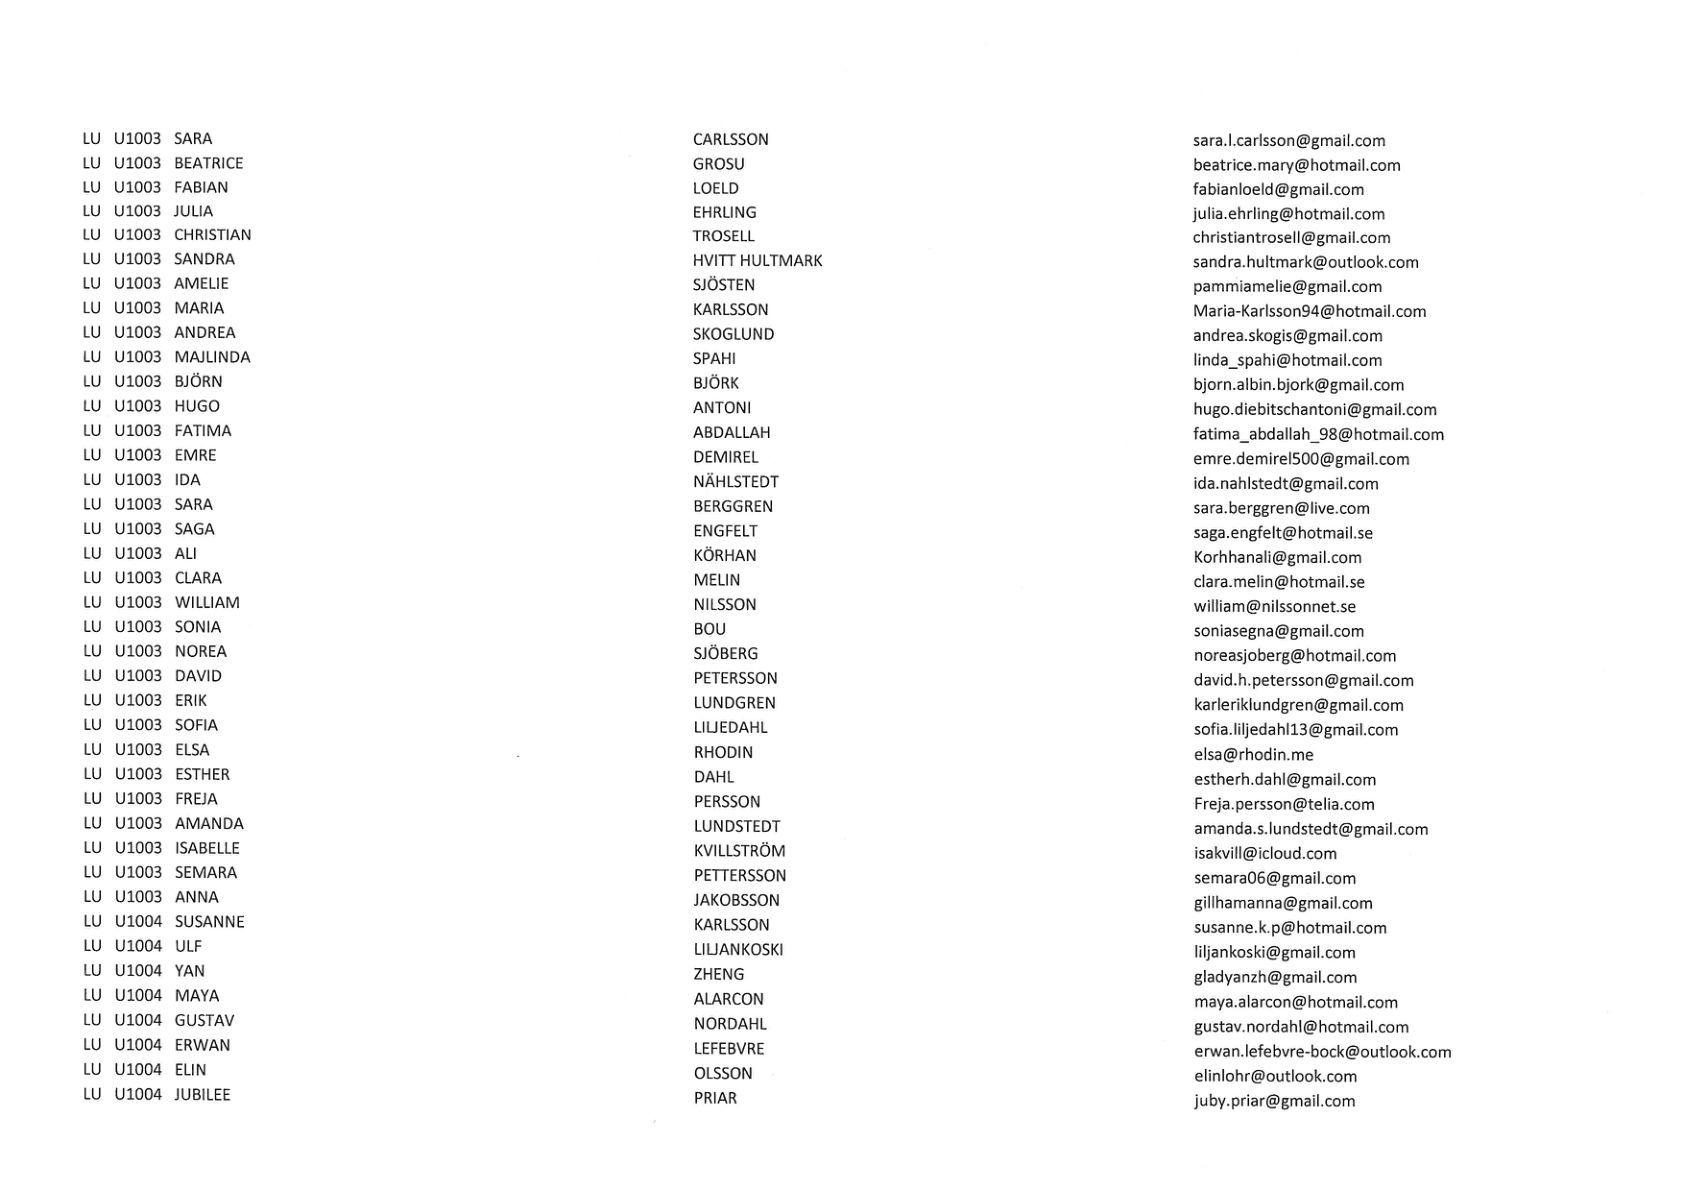 LU U1003 SARA CARLSSON sara.l.carlsson@gmail.com
LU U1003 BEATRICE GROSU beatrice.mary@hotmail.com
LU U1003 FABIAN LOELD fabianloeld@gmail.com
LU U1003 JULIA EHRLING julia.ehrling@hotmail.com
LU U1003 CHRISTIAN TROSELL christiantrosell@gmail.com
LU U1003 SANDRA HVITT HULTMARK sandra.hultmark@outlook.com
LU U1003 AMELIE SJÖSTEN pammiamelie@gmail.com
LU U1003 MARIA KARLSSON Maria-Karlsson94@hotmail.com
LU U1003 ANDREA SKOGLUND andrea.skogis@gmail.com
LU U1003 MAJLINDA SPAHI linda_spahi@hotmail.com
LU U1003 BJÖRN BJÖRK bjorn.albin.bjork@gmail.com
LU U1003 HUGO ANTONI hugo.diebitschantoni@gmail.com
LU U1003 FATIMA ABDALLAH fatima_abdallah_98@hotmail.com
LU U1003 EMRE DEMIREL emre.demirel500@gmail.com
LU U1003 IDA NÄHLSTEDT ida.nahlstedt@gmail.com
LU U1003 SARA BERGGREN sara.berggren@live.com
LU U1003 SAGA ENGFELT saga.engfelt@hotmail.se
LU U1003 ALI KÖRHAN Korhhanali@gmail.com
LU U1003 CLARA MELIN clara.melin@hotmail.se
LU U1003 WILLIAM NILSSON william@nilssonnet.se
LU U1003 SONIA BOU soniasegna@gmail.com
LU U1003 NOREA SJÖBERG noreasjoberg@hotmail.com
LU U1003 DAVID PETERSSON david.h.petersson@gmail.com
LU U1003 ERIK LUNDGREN karleriklundgren@gmail.com
LU U1003 SOFIA LILJEDAHL sofia.liljedahl13@gmail.com
LU U1003 ELSA RHODIN elsa@rhodin.me
LU U1003 ESTHER DAHL estherh.dahl@gmail.com
LU U1003 FREJA PERSSON Freja.persson@telia.com
LU U1003 AMANDA LUNDSTEDT amanda.s.lundstedt@gmail.com
LU U1003 ISABELLE KVILLSTRÖM isakvill@icloud.com
LU U1003 SEMARA PETTERSSON semara06@gmail.com
LU U1003 ANNA JAKOBSSON gillhamanna@gmail.com
LU U1004 SUSANNE KARLSSON susanne.k.p@hotmail.com
LU U1004 ULF LILJANKOSKI liljankoski@gmail.com
LU U1004 YAN ZHENG gladyanzh@gmail.com
LU U1004 MAYA ALARCON maya.alarcon@hotmail.com
LU U1004 GUSTAV NORDAHL gustav.nordahl@hotmail.com
LU U1004 ERWAN LEFEBVRE erwan.lefebvre-bock@outlook.com
LU U1004 ELIN OLSSON elinlohr@outlook.com
LU U1004 JUBILEE PRIAR juby.priar@gmail.com